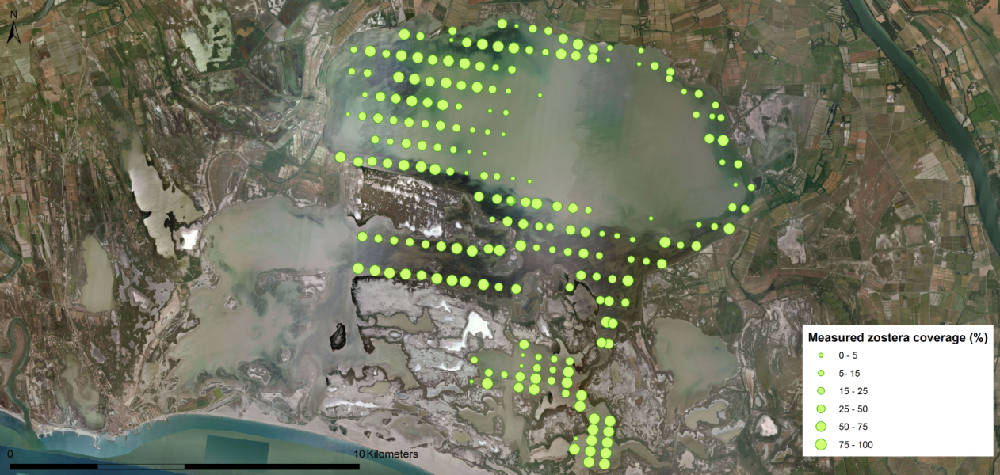 N
Measured zostera coverage (%)
0 - 5
5- 15
15 - 25
25 - 50
50 - 75
75 - 100
0
10 Kilometers